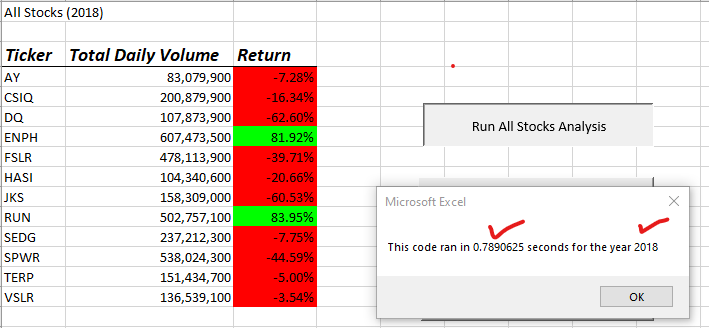 All Stocks (2018)
Ticker Total Daily Volume Return
AY 83,079,900 -7.28%
CSIQ 200,879,900 -16.34%
DQ 107,873,900 -62.60%
ENPH 607,473,500 81.92%
FSLR 478,113,900 -39.71%
HASI 104,340,600 -20.66%
JKS 158,309,000 -60.53%
RUN 502,757,100 83.95%
SEDG 237,212,300 -7.75%
SPWR 538,024,300 -44.59%
TERP 151,434,700 -5.00%
VSLR 136,539,100 -3.54%
Run All Stocks Analysis
Microsoft Excel
This code ran in 0.7890625 seconds for the year 2018
OK